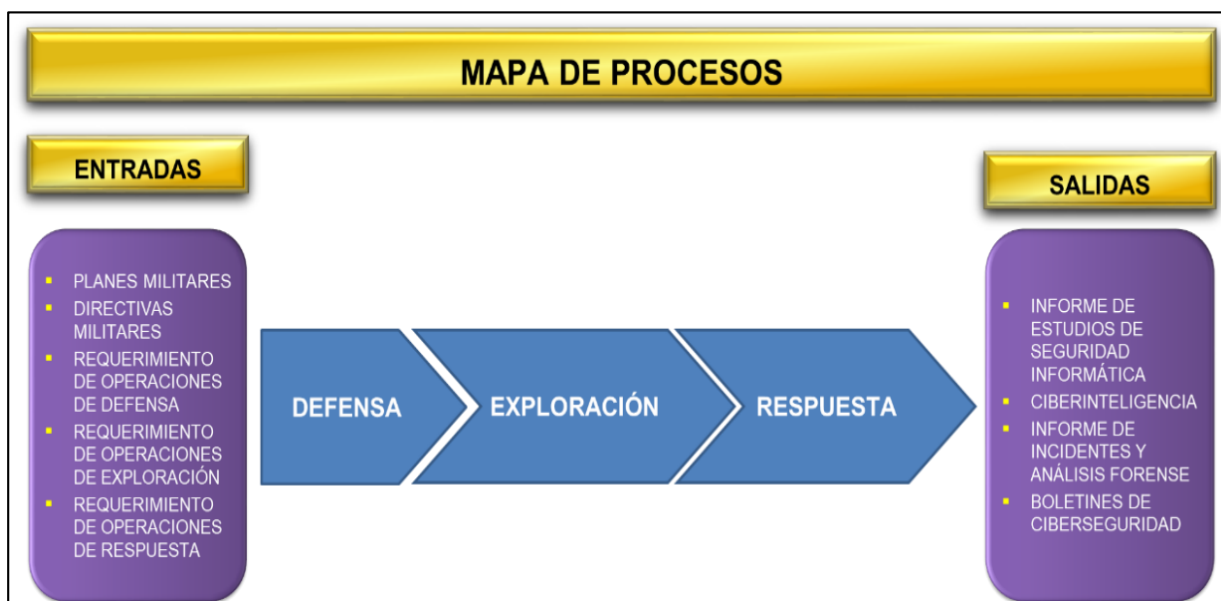 MAPA DE PROCESOS
ENTRADAS
▪ PLANES MILITARES
▪ DIRECTIVAS
MILITARES
▪ REQUERIMIENTO
DE OPERACIONES
DE DEFENSA
▪ REQUERIMIENTO
DE OPERACIONES
DE EXPLORACIÓN
▪ REQUERIMIENTO
DE OPERACIONES
DE RESPUESTA
DEFENSA
EXPLORACIÓN
RESPUESTA
SALIDAS
▪ INFORME DE
ESTUDIOS DE
SEGURIDAD
INFORMÁTICA
▪ CIBERINTELIGENCIA
▪ INFORME DE
INCIDENTES Y
ANÁLISIS FORENSE
▪ BOLETINES DE
CIBERSEGURIDAD